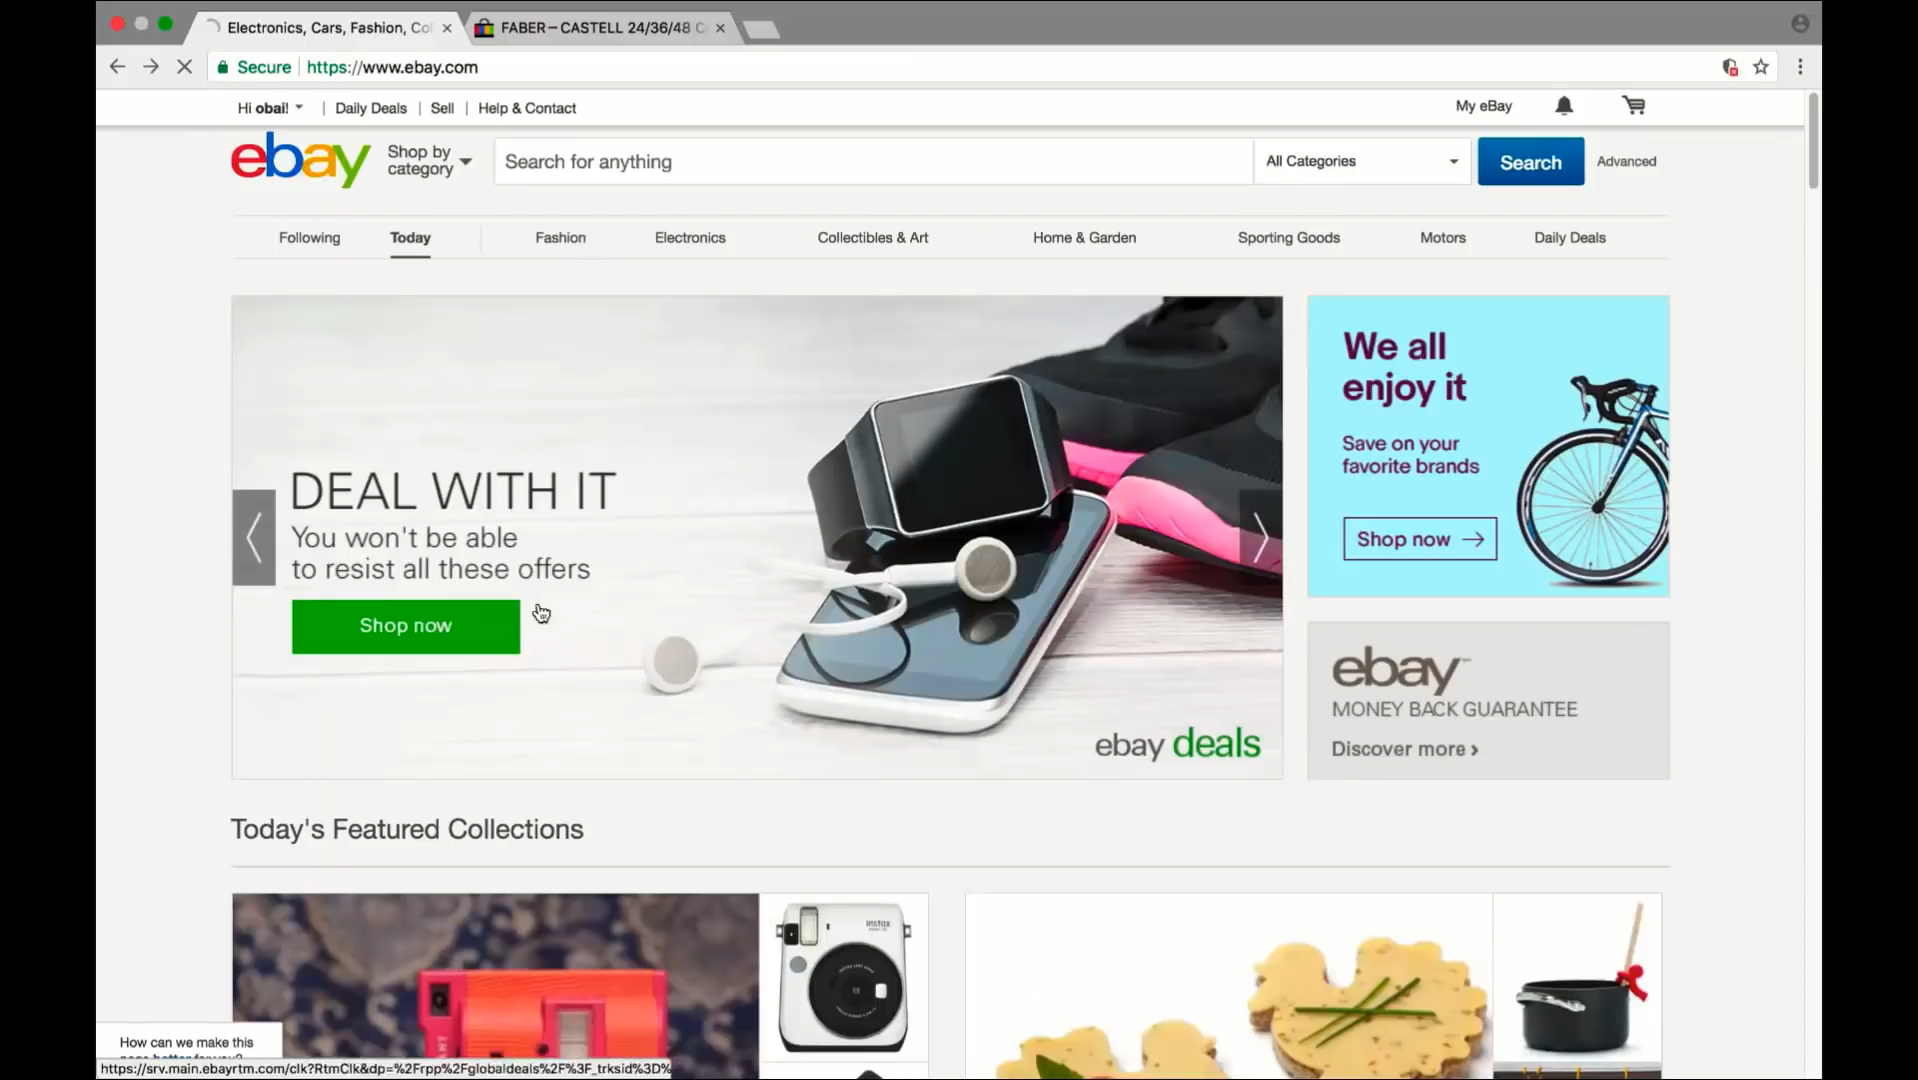 Electronics, Cars, Fashion, Col
FABER—CASTELL 24/36/48 C
Secure https://www.ebay.com
Hi obai! | Daily Deals | Sell | Help & Contact
My eBay
ebay
Shop by
category
Search for anything
All Categories
Search
Advanced
Following
Today
Fashion
Electronics
Collectibles & Art
Home & Garden
Sporting Goods
Motors
Daily Deals
DEAL WITH IT
You won't be able
to resist all these offers
Shop now
ebay deals
We all
enjoy it
Save on your
favorite brands
Shop now →
ebay™
MONEY BACK GUARANTEE
Discover more ›
Today's Featured Collections
instax
How can we make this
https://srv.main.ebayrtm.com/clk?RtmClk&dp=%2Frpp%2Fglobaldeals%2F%3F_trksid%3D%